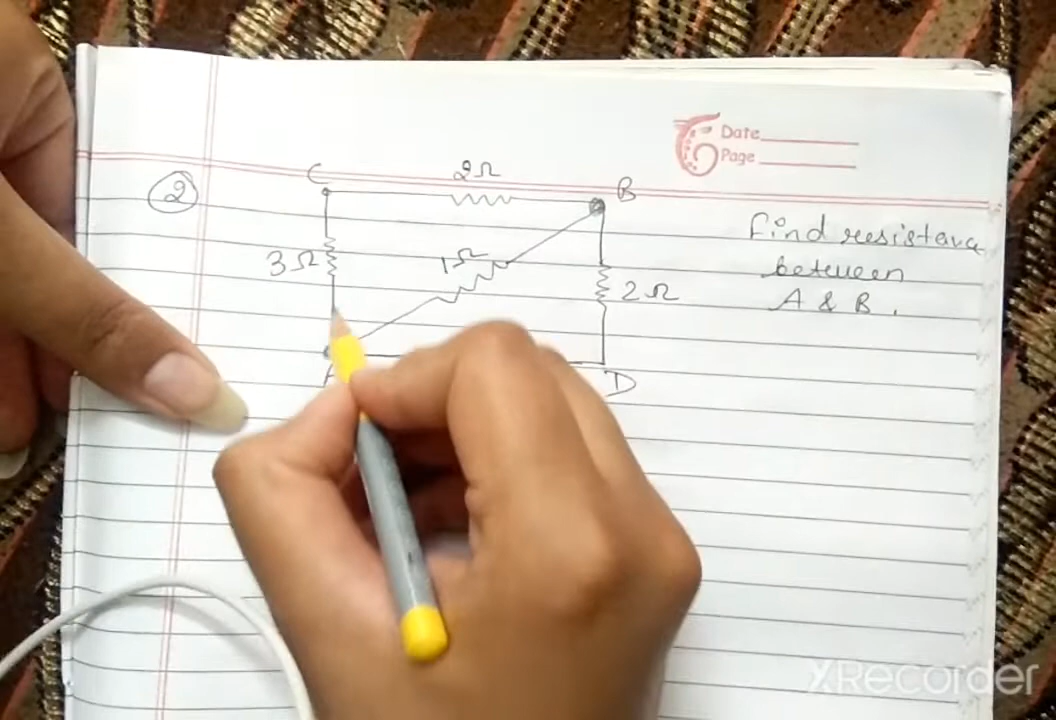 Date
Page
2
C
2Ω
B
Find resistance
between
A & B.
3Ω
1Ω
2Ω
D
XRecorder